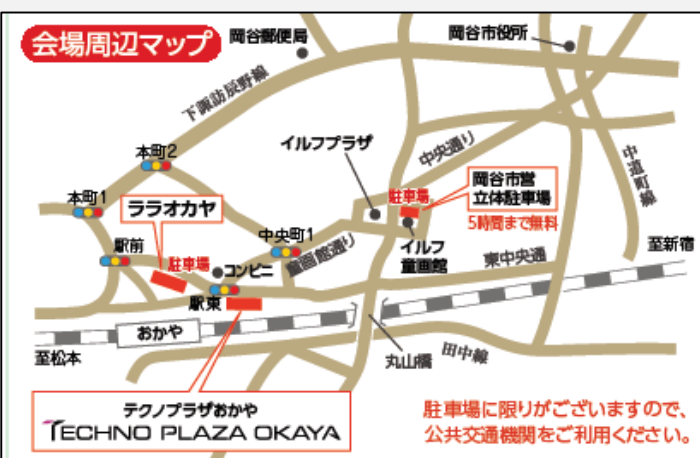 会場周辺マップ
岡谷郵便局
岡谷市役所
下諏訪辰野線
本町2
イルフプラザ
中央通り
中道町線
本町1
ララオカヤ
駐車場
岡谷市営
立体駐車場
5時間まで無料
駅前
駐車場
コンビニ
中央町1
童画館通り
イルフ
童画館
東中央通
至新宿
駅東
おかや
至松本
丸山橋
田中線
テクノプラザおかや
TECHNO PLAZA OKAYA
駐車場に限りがございますので、
公共交通機関をご利用ください。